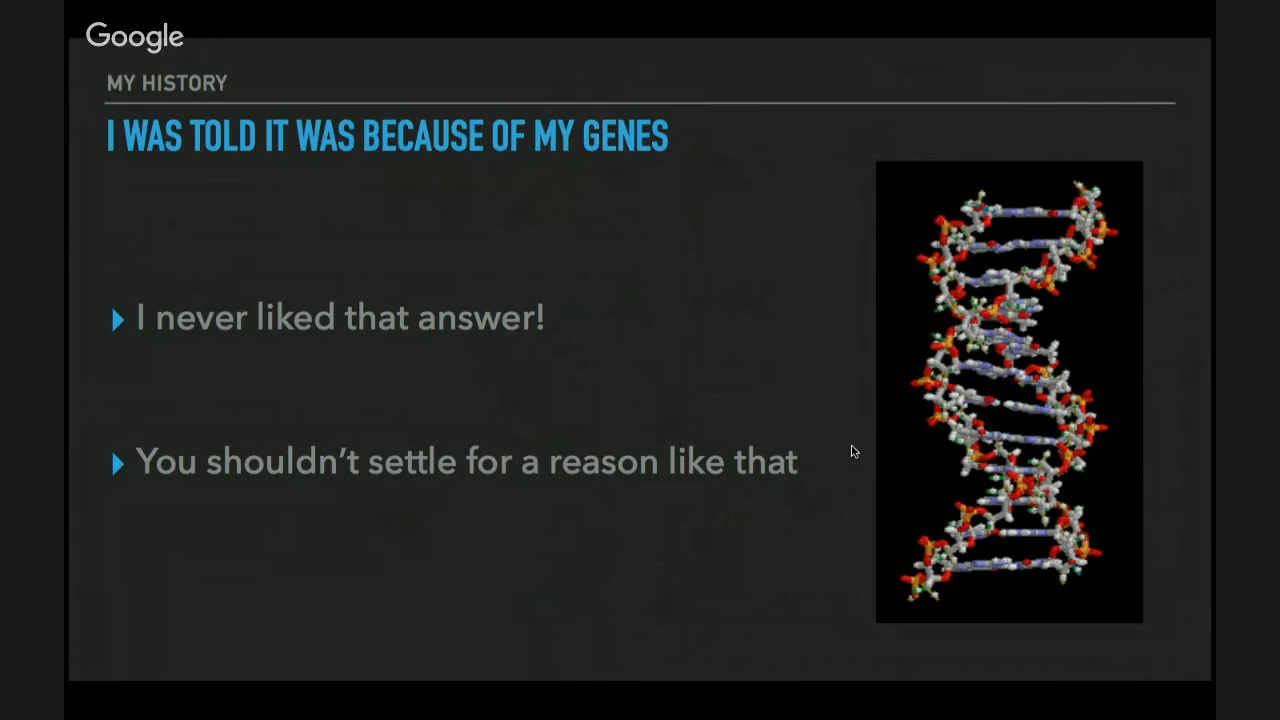 Google
MY HISTORY
I WAS TOLD IT WAS BECAUSE OF MY GENES
I never liked that answer!
You shouldn't settle for a reason like that